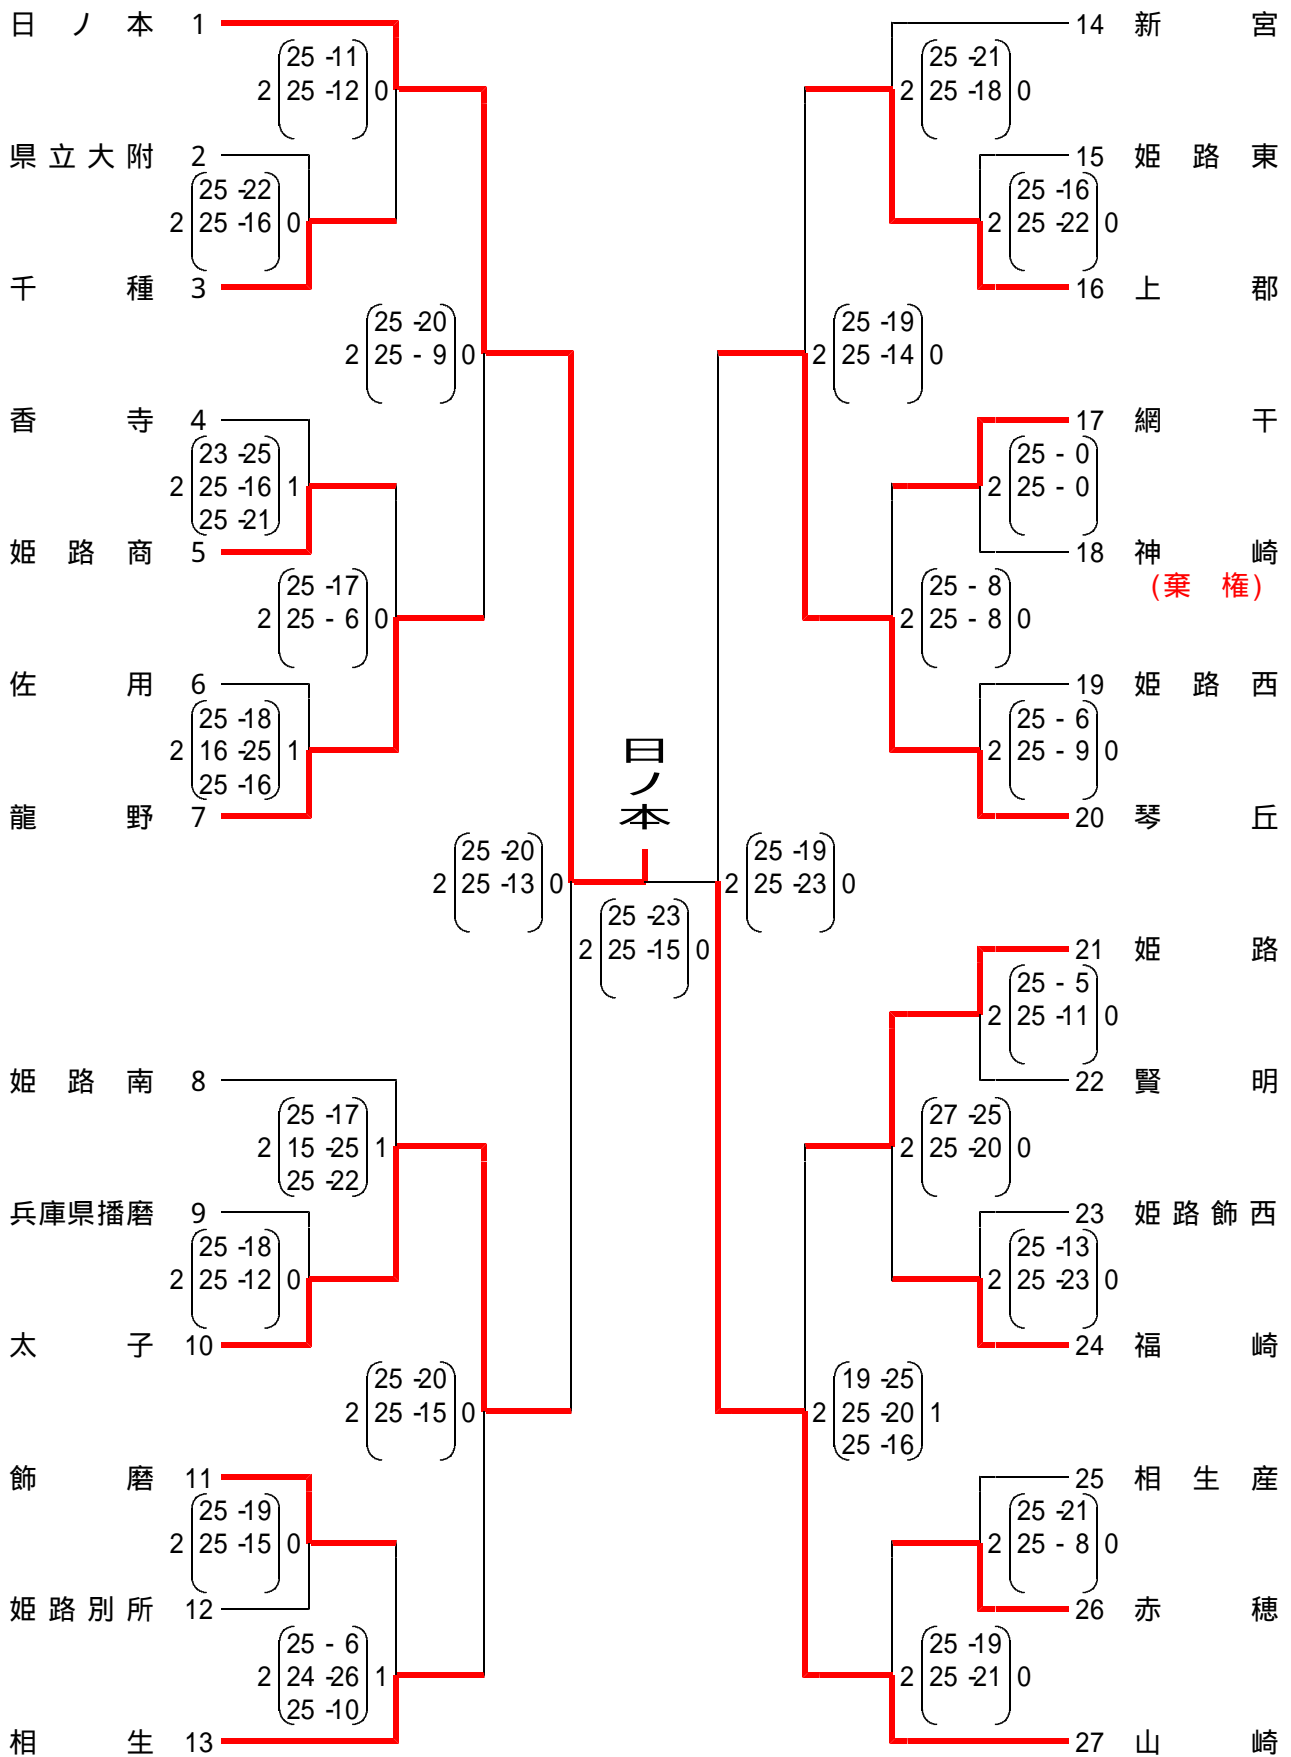 日ノ本 1
25 -11
2 25 -12 0
県立大附 2
25 -22
2 25 -16 0
千種 3
25 -20
2 25 - 9 0
香寺 4
23 -25
2 25 -16 1
25 -21
姫路商 5
25 -17
2 25 - 6 0
佐用 6
25 -18
2 16 -25 1
25 -16
龍野 7
25 -20
2 25 -13 0
姫路南 8
25 -17
2 15 -25 1
25 -22
兵庫県播磨 9
25 -18
2 25 -12 0
太子 10
25 -20
2 25 -15 0
飾磨 11
25 -19
2 25 -15 0
姫路別所 12
25 - 6
2 24 -26 1
25 -10
相生 13
日ノ本
25 -23
2 25 -15 0
14 新宮
25 -21
2 25 -18 0
15 姫路東
25 -16
2 25 -22 0
16 上郡
25 -19
2 25 -14 0
17 網干
25 - 0
2 25 - 0
18 神崎
(棄権)
25 - 8
2 25 - 8 0
19 姫路西
25 - 6
2 25 - 9 0
20 琴丘
25 -19
2 25 -23 0
21 姫路
25 - 5
2 25 -11 0
22 賢明
27 -25
2 25 -20 0
23 姫路飾西
25 -13
2 25 -23 0
24 福崎
19 -25
2 25 -20 1
25 -16
25 相生産
25 -21
2 25 - 8 0
26 赤穂
25 -19
2 25 -21 0
27 山崎